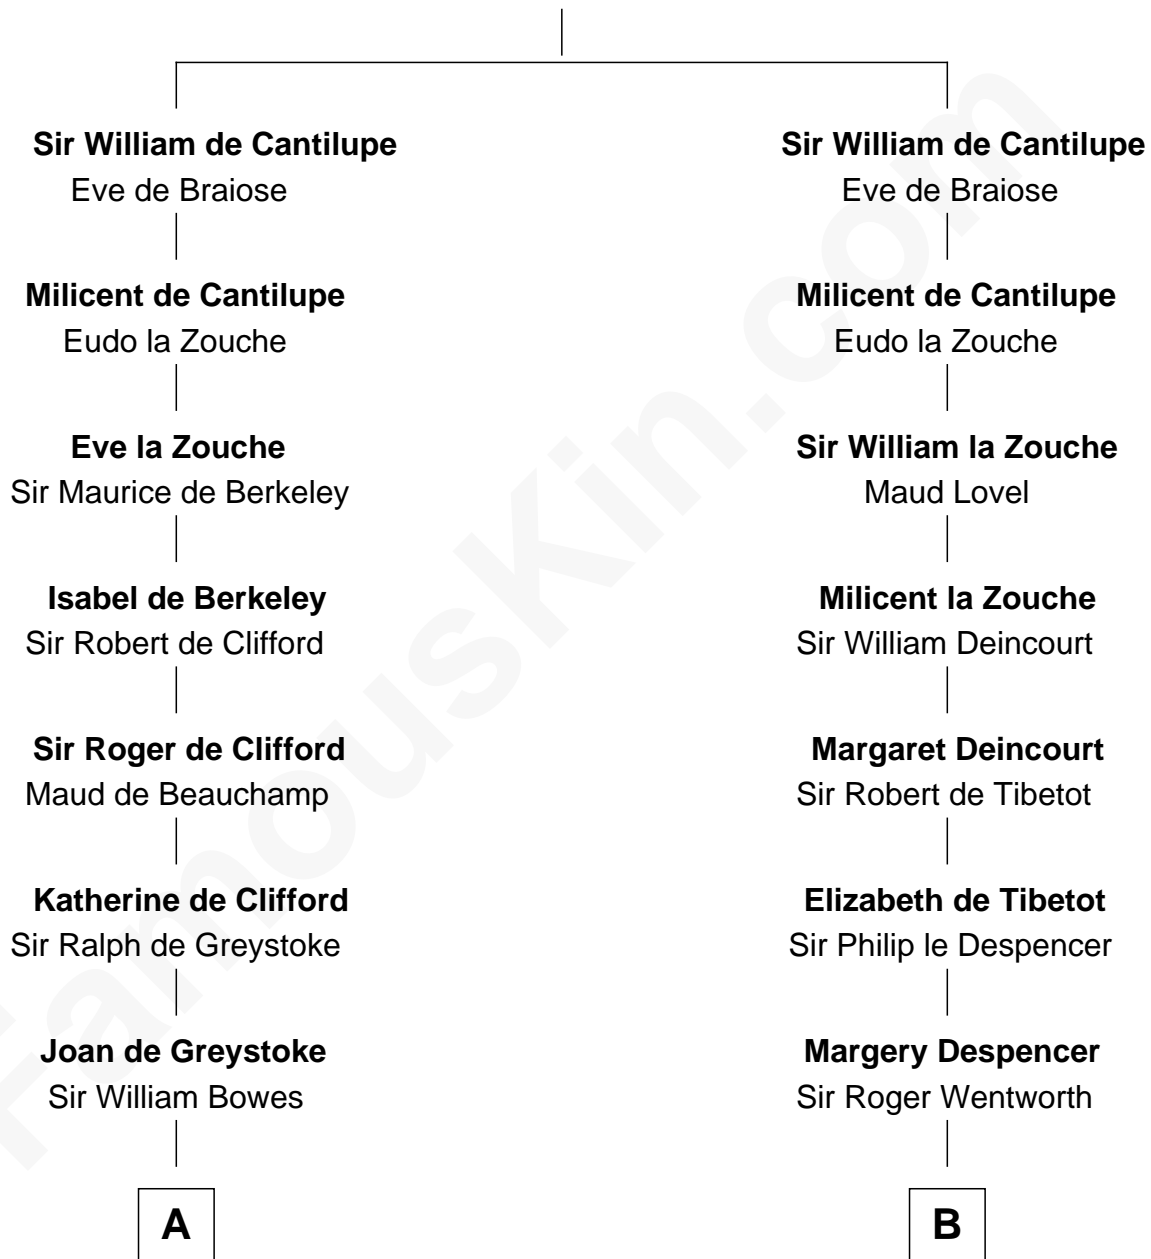 Sir William de Cantilupe
Eve de Braiose
Milicent de Cantilupe
Eudo la Zouche
Eve la Zouche
Sir Maurice de Berkeley
Isabel de Berkeley
Sir Robert de Clifford
Sir Roger de Clifford
Maud de Beauchamp
Katherine de Clifford
Sir Ralph de Greystoke
Joan de Greystoke
Sir William Bowes
A
Sir William de Cantilupe
Eve de Braiose
Milicent de Cantilupe
Eudo la Zouche
Sir William la Zouche
Maud Lovel
Milicent la Zouche
Sir William Deincourt
Margaret Deincourt
Sir Robert de Tibetot
Elizabeth de Tibetot
Sir Philip le Despencer
Margery Despencer
Sir Roger Wentworth
B
FamousKin.com